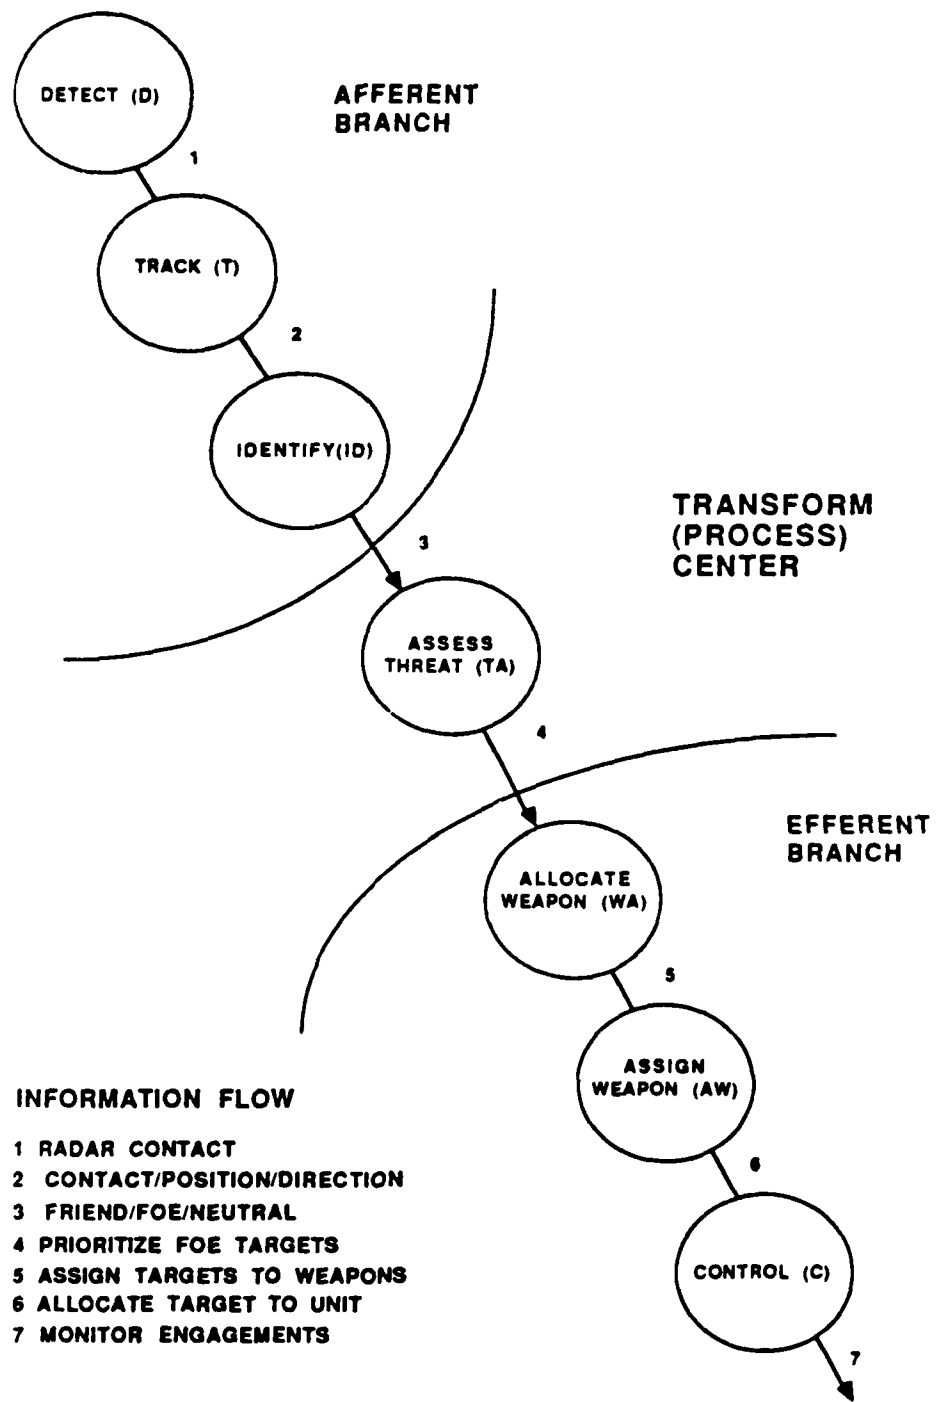 DETECT (D)
AFFERENT
BRANCH
1
TRACK (T)
2
IDENTIFY(ID)
TRANSFORM
(PROCESS)
CENTER
3
ASSESS
THREAT (TA)
4
EFFERENT
BRANCH
ALLOCATE
WEAPON (WA)
5
ASSIGN
WEAPON (AW)
6
CONTROL (C)
7
INFORMATION FLOW
1 RADAR CONTACT
2 CONTACT/POSITION/DIRECTION
3 FRIEND/FOE/NEUTRAL
4 PRIORITIZE FOE TARGETS
5 ASSIGN TARGETS TO WEAPONS
6 ALLOCATE TARGET TO UNIT
7 MONITOR ENGAGEMENTS